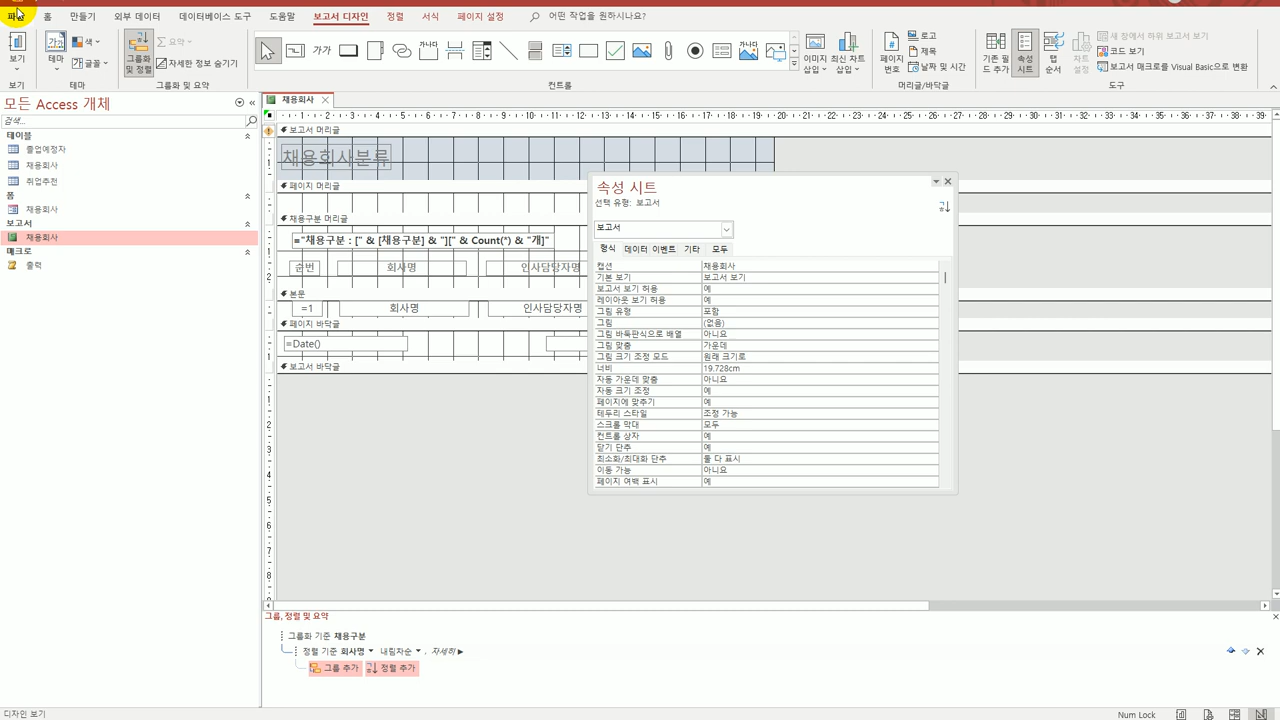 파일 홈 만들기 외부 데이터 데이터베이스 도구 도움말 보고서 디자인 정렬 서식 페이지 설정 어떤 작업을 원하시나요?
보기 테마 색 글꼴 그룹화 및 정렬 요약 자세한 정보 숨기기
가가 가나다 이미지 삽입 최신 차트 삽입 페이지 번호 로고 제목 날짜 및 시간
기존 필드 추가 속성 시트 탭 순서 차트 설정 새 창에서 하위 보고서 보기 코드 보기 보고서 매크로를 Visual Basic으로 변환
보기 테마 그룹화 및 요약 컨트롤 머리글/바닥글 도구
모든 Access 개체
검색...
테이블
졸업예정자
채용회사
취업추천
폼
채용회사
보고서
채용회사
매크로
출력
채용회사
보고서 머리글
채용회사분류
페이지 머리글
채용구분 머리글
="채용구분 : [" & [채용구분] & "][" & Count(*) & "개]"
순번 회사명 인사담당자명
본문
=1 회사명 인사담당자명
페이지 바닥글
=Date()
보고서 바닥글
속성 시트
선택 유형: 보고서
보고서
형식 데이터 이벤트 기타 모두
캡션 채용회사
기본 보기 보고서 보기
보고서 보기 허용 예
레이아웃 보기 허용 예
그림 유형 포함
그림 (없음)
그림 바둑판식으로 배열 아니요
그림 맞춤 가운데
그림 크기 조정 모드 원래 크기로
너비 19.728cm
자동 가운데 맞춤 아니요
자동 크기 조정 예
페이지에 맞추기 예
테두리 스타일 조정 가능
스크롤 막대 모두
컨트롤 상자 예
닫기 단추 예
최소화/최대화 단추 둘 다 표시
이동 가능 아니요
페이지 여백 표시 예
그룹, 정렬 및 요약
그룹화 기준 채용구분
정렬 기준 회사명 내림차순 , 자세히
그룹 추가 정렬 추가
디자인 보기 Num Lock